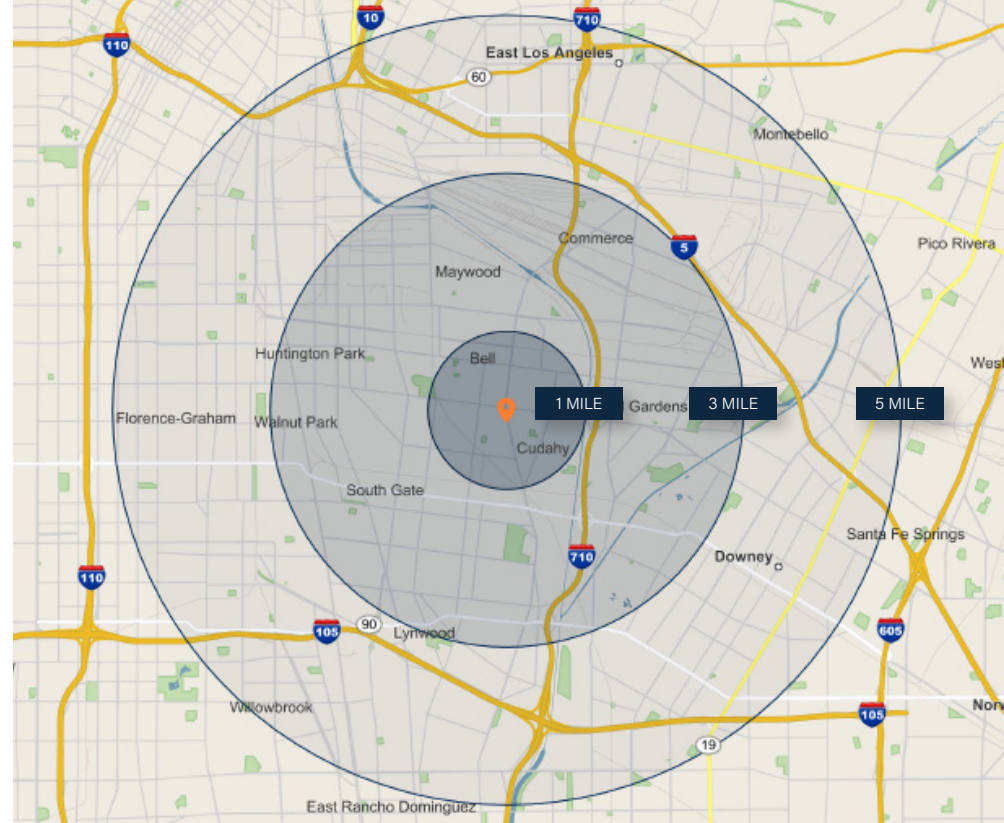 10
710
110
East Los Angeles
60
Montebello
Commerce
5
Pico Rivera
Maywood
Huntington Park
Bell
1 MILE
Gardens
3 MILE
5 MILE
Florence-Graham
Walnut Park
Cudahy
South Gate
Santa Fe Springs
710
Downey
110
105
90
Lynwood
605
Willowbrook
105
19
East Rancho Dominguez